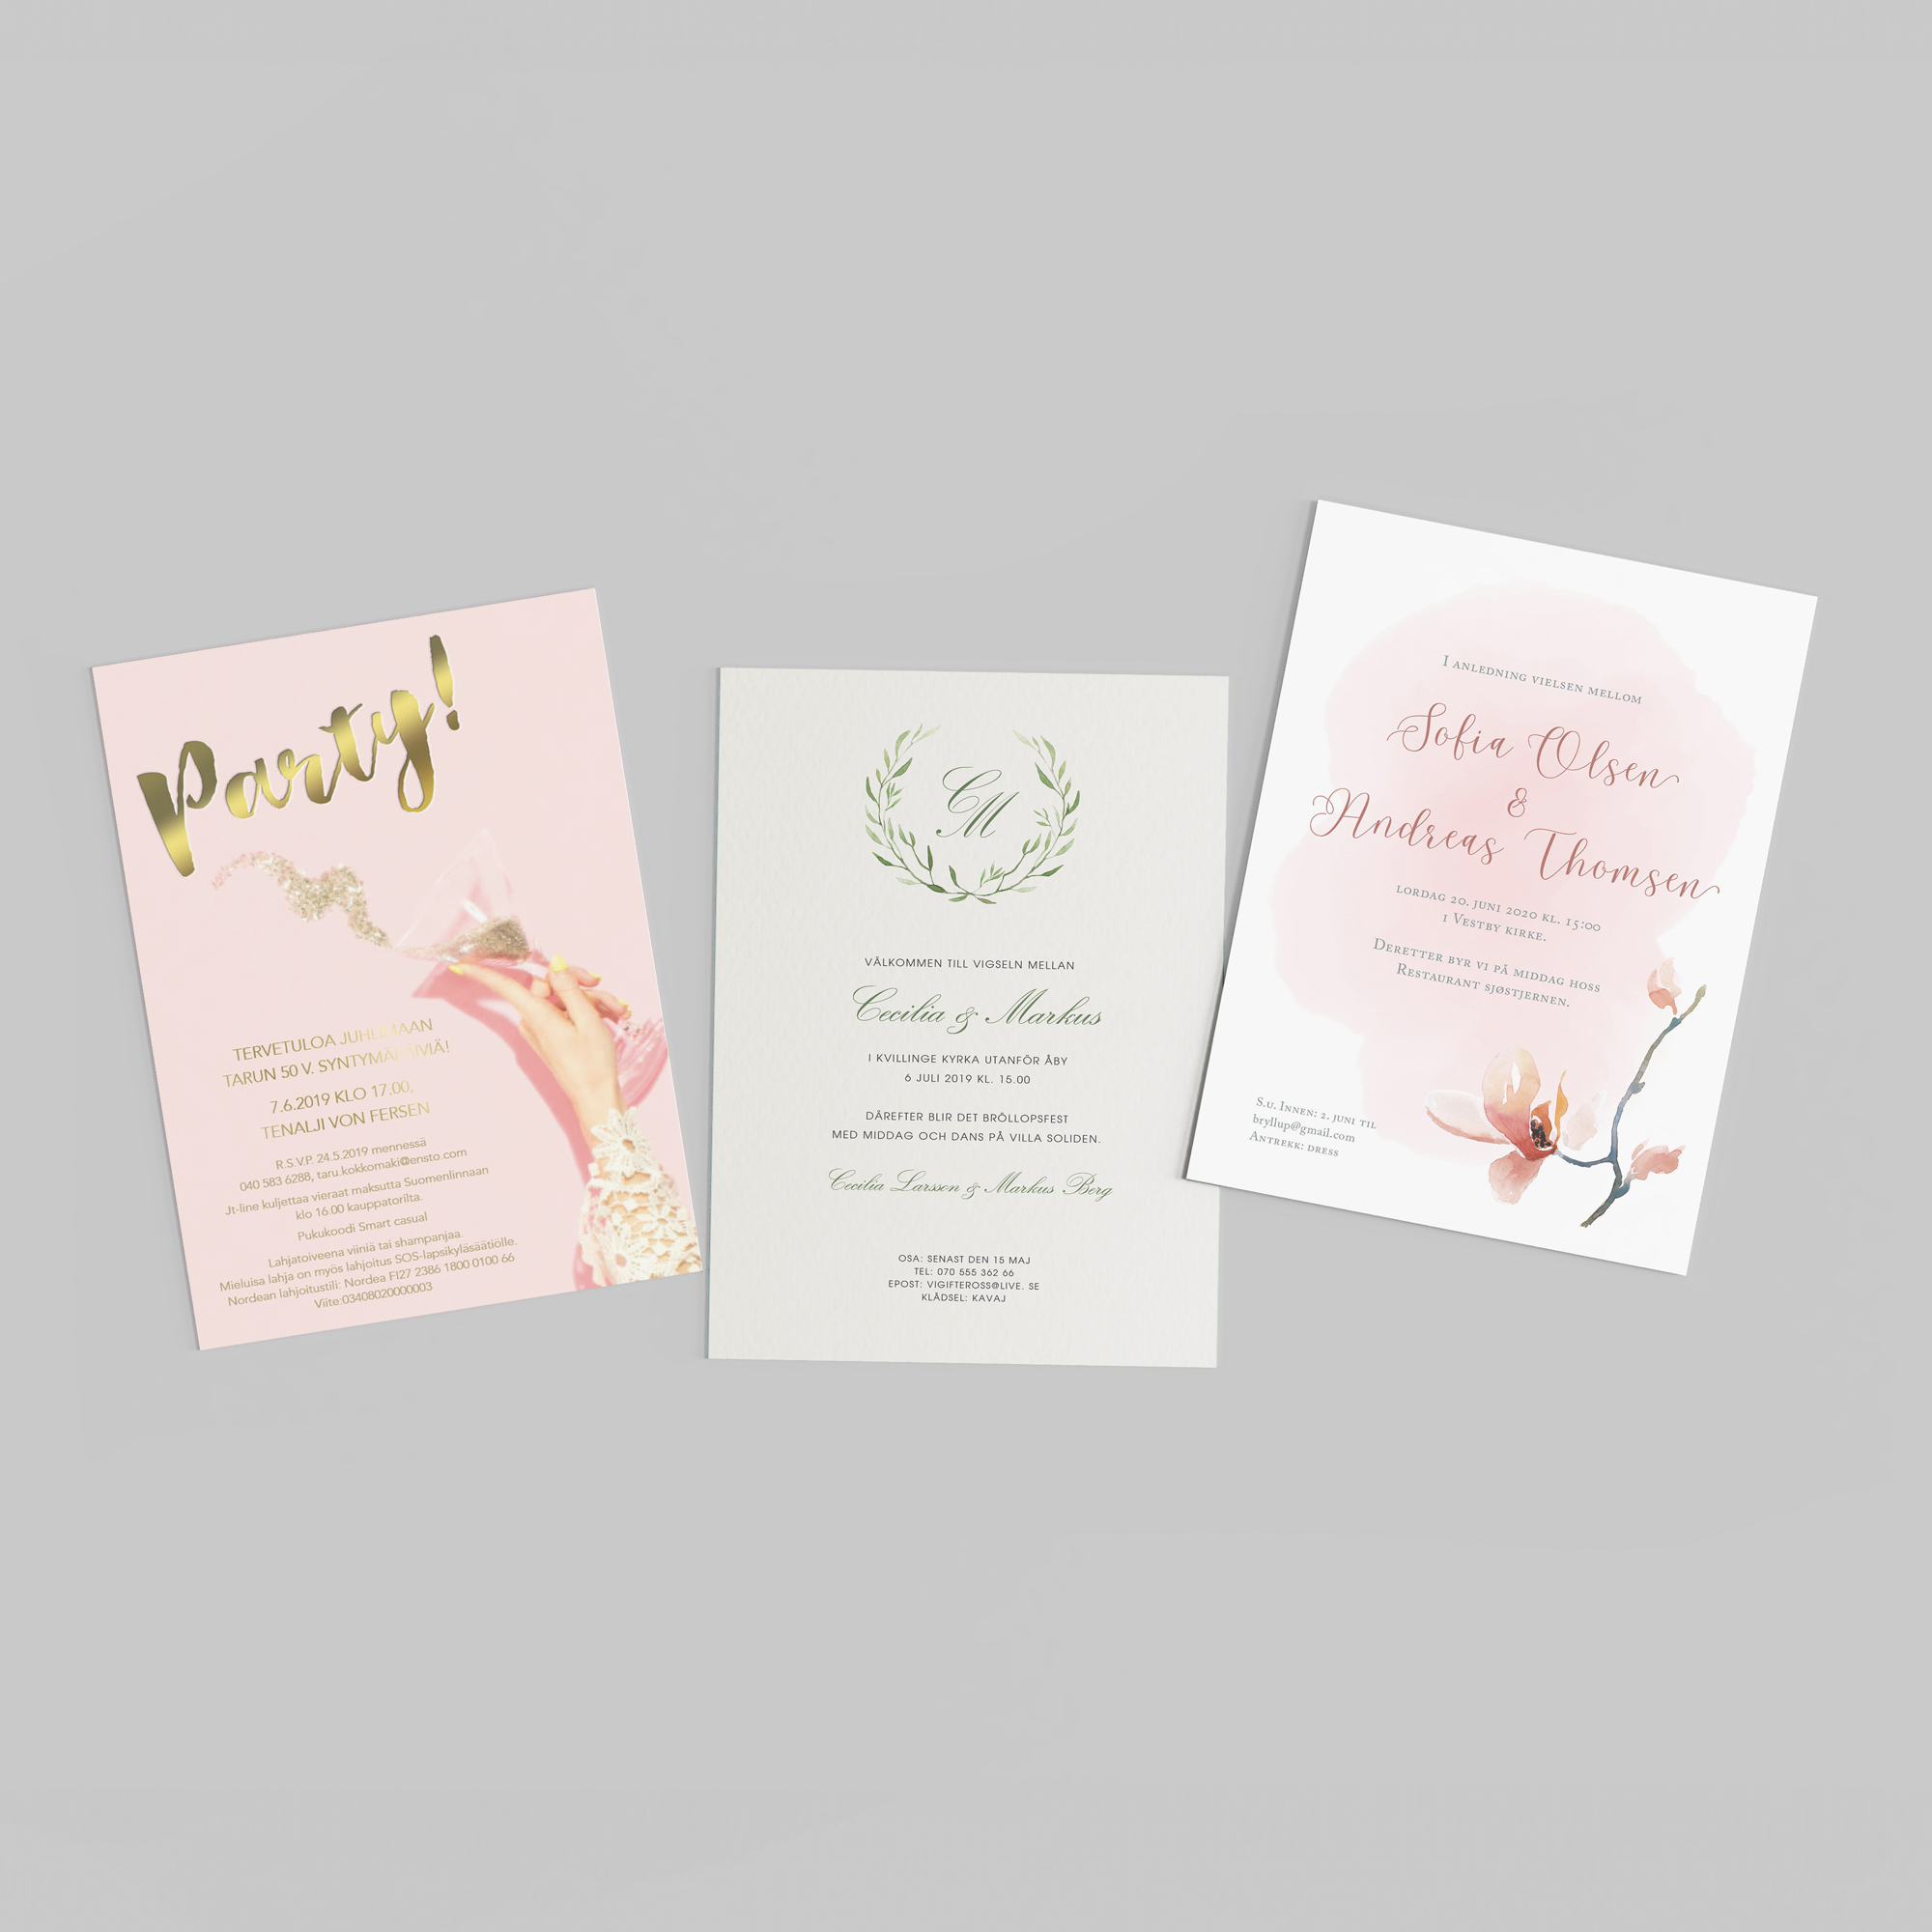 Party!
TERVETULOA JUHLIMAAN
TARUN 50 V. SYNTYMÄPÄIVIÄ!
7.6.2019 KLO 17.00,
TENALJI VON FERSEN
R.S.V.P. 24.5.2019 mennessä
040 583 6288, taru.kokkomaki@ensto.com
Jt-line kuljettaa vieraat maksutta Suomenlinnaan
klo 16.00 kauppatorilta.
Pukukoodi Smart casual
Lahjatoiveena viiniä tai shampanjaa.
Mieluisa lahja on myös lahjoitus SOS-lapsikyläsäätiölle.
Nordean lahjoitustili: Nordea FI27 2386 1800 0100 66
Viite:03408020000003
CM
VÄLKOMMEN TILL VIGSELN MELLAN
Cecilia & Markus
I KVILLINGE KYRKA UTANFÖR ÅBY
6 JULI 2019 KL. 15.00
DÄREFTER BLIR DET BRÖLLOPSFEST
MED MIDDAG OCH DANS PÅ VILLA SOLIDEN.
Cecilia Larsson & Markus Berg
OSA: SENAST DEN 15 MAJ
TEL: 070 555 362 66
EPOST: VIGIFTEROSS@LIVE. SE
KLÄDSEL: KAVAJ
I ANLEDNING VIELSEN MELLOM
Sofia Olsen
&
Andreas Thomsen
LORDAG 20. JUNI 2020 KL. 15:00
I VESTBY KIRKE.
DERETTER BYR VI PÅ MIDDAG HOSS
RESTAURANT SJØSTJERNEN.
S.U. INNEN: 2. JUNI TIL
bryllup@gmail.com
ANTREKK: DRESS